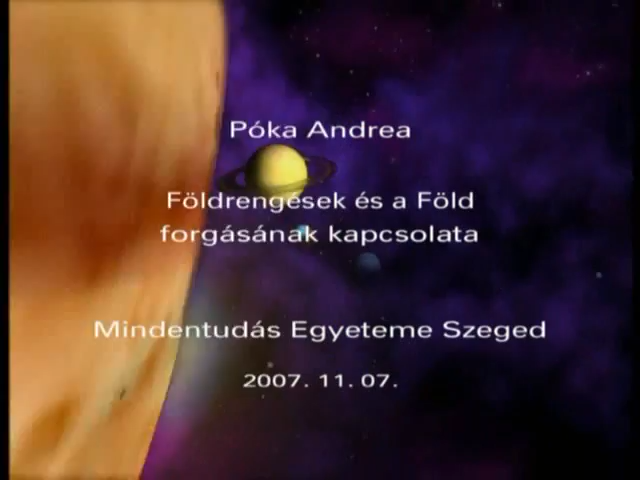 Póka Andrea
Földrengések és a Föld
forgásának kapcsolata
Mindentudás Egyeteme Szeged
2007. 11. 07.